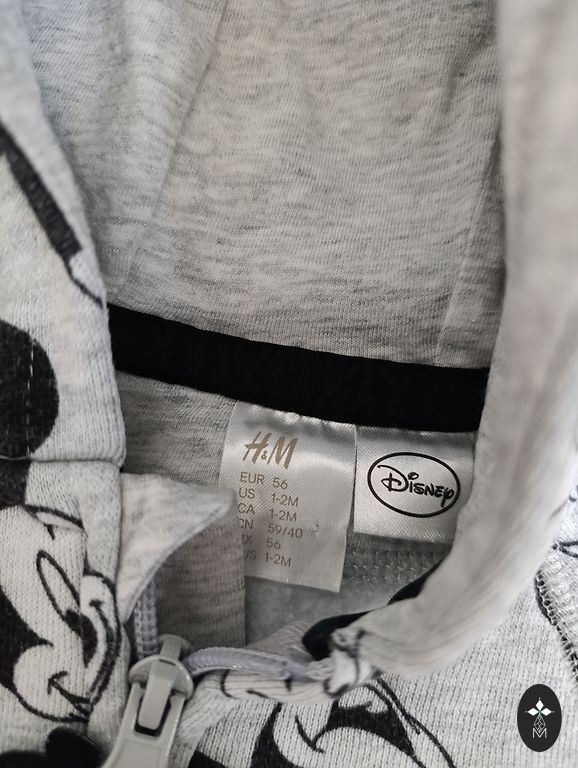 H&M
EUR 56
US 1-2M
CA 1-2M
CN 59/40
MX 56
US 1-2M
Disney
M